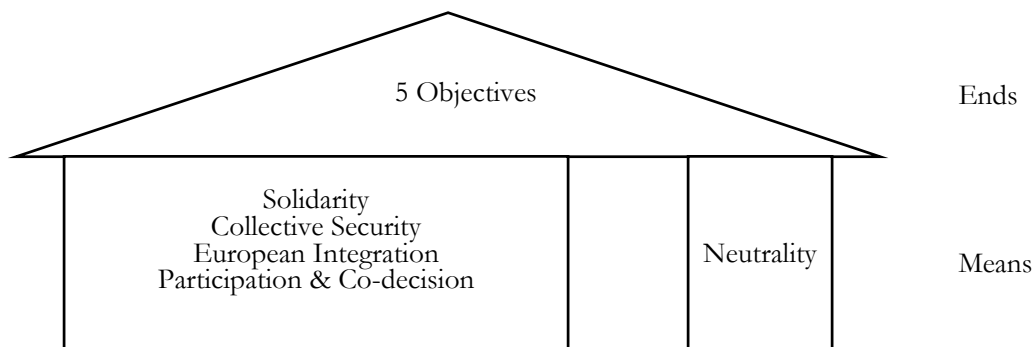 5 Objectives
Ends
Solidarity
Collective Security
European Integration
Participation & Co-decision
Neutrality
Means